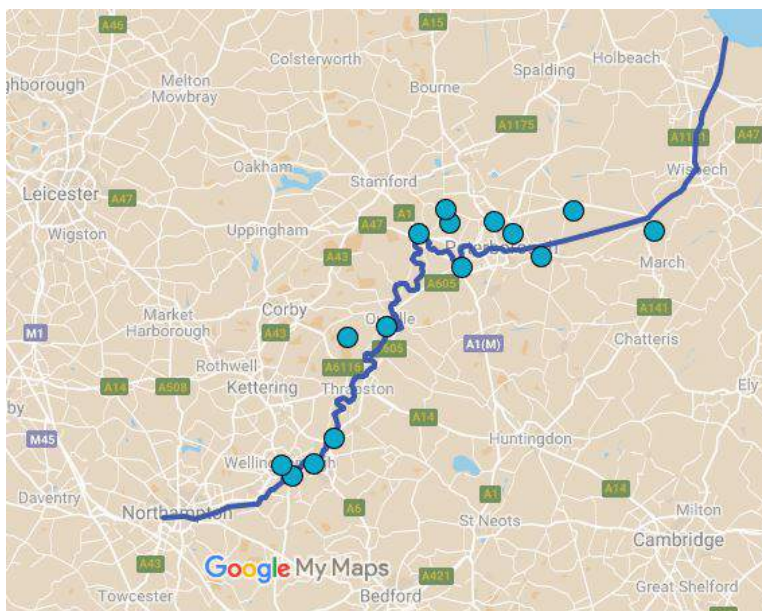 A46
A15
Colsterworth
Holbeach
Melton
Mowbray
Spalding
Bourne
A1175
A47
Oakham
Wisbech
Stamford
Leicester
A47
A1
A47
Uppingham
Wigston
A43
March
A605
Corby
A141
Market
Harborough
M1
A43
A1(M)
Chatteris
Rothwell
A6116
A14
A508
Kettering
Thrapston
Ely
A14
M45
Huntingdon
Daventry
A14
A1
Northampton
A6
St Neots
Milton
Cambridge
A43
Google My Maps
A421
Great Shelford
Towcester
Bedford